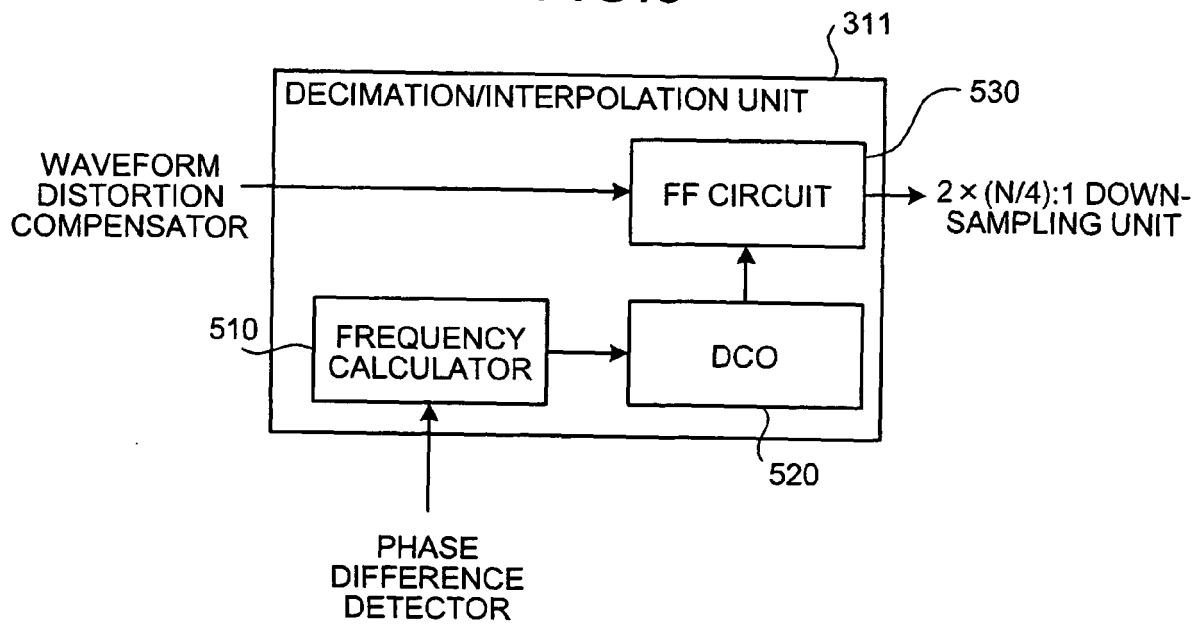 311
DECIMATION/INTERPOLATION UNIT
530
WAVEFORM
DISTORTION
COMPENSATOR
FF CIRCUIT
2 × (N/4):1 DOWN-
SAMPLING UNIT
510
FREQUENCY
CALCULATOR
DCO
520
PHASE
DIFFERENCE
DETECTOR